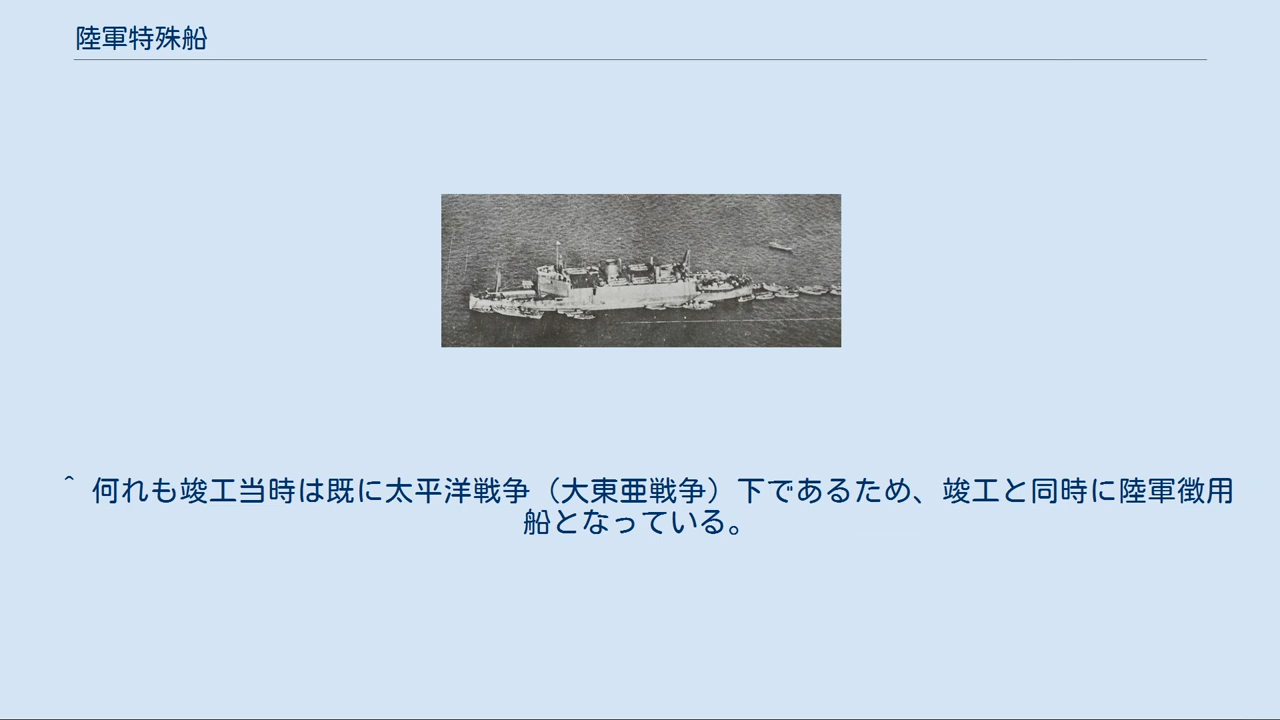 陸軍特殊船
^ 何れも竣工当時は既に太平洋戦争（大東亜戦争）下であるため、竣工と同時に陸軍徴用
船となっている。